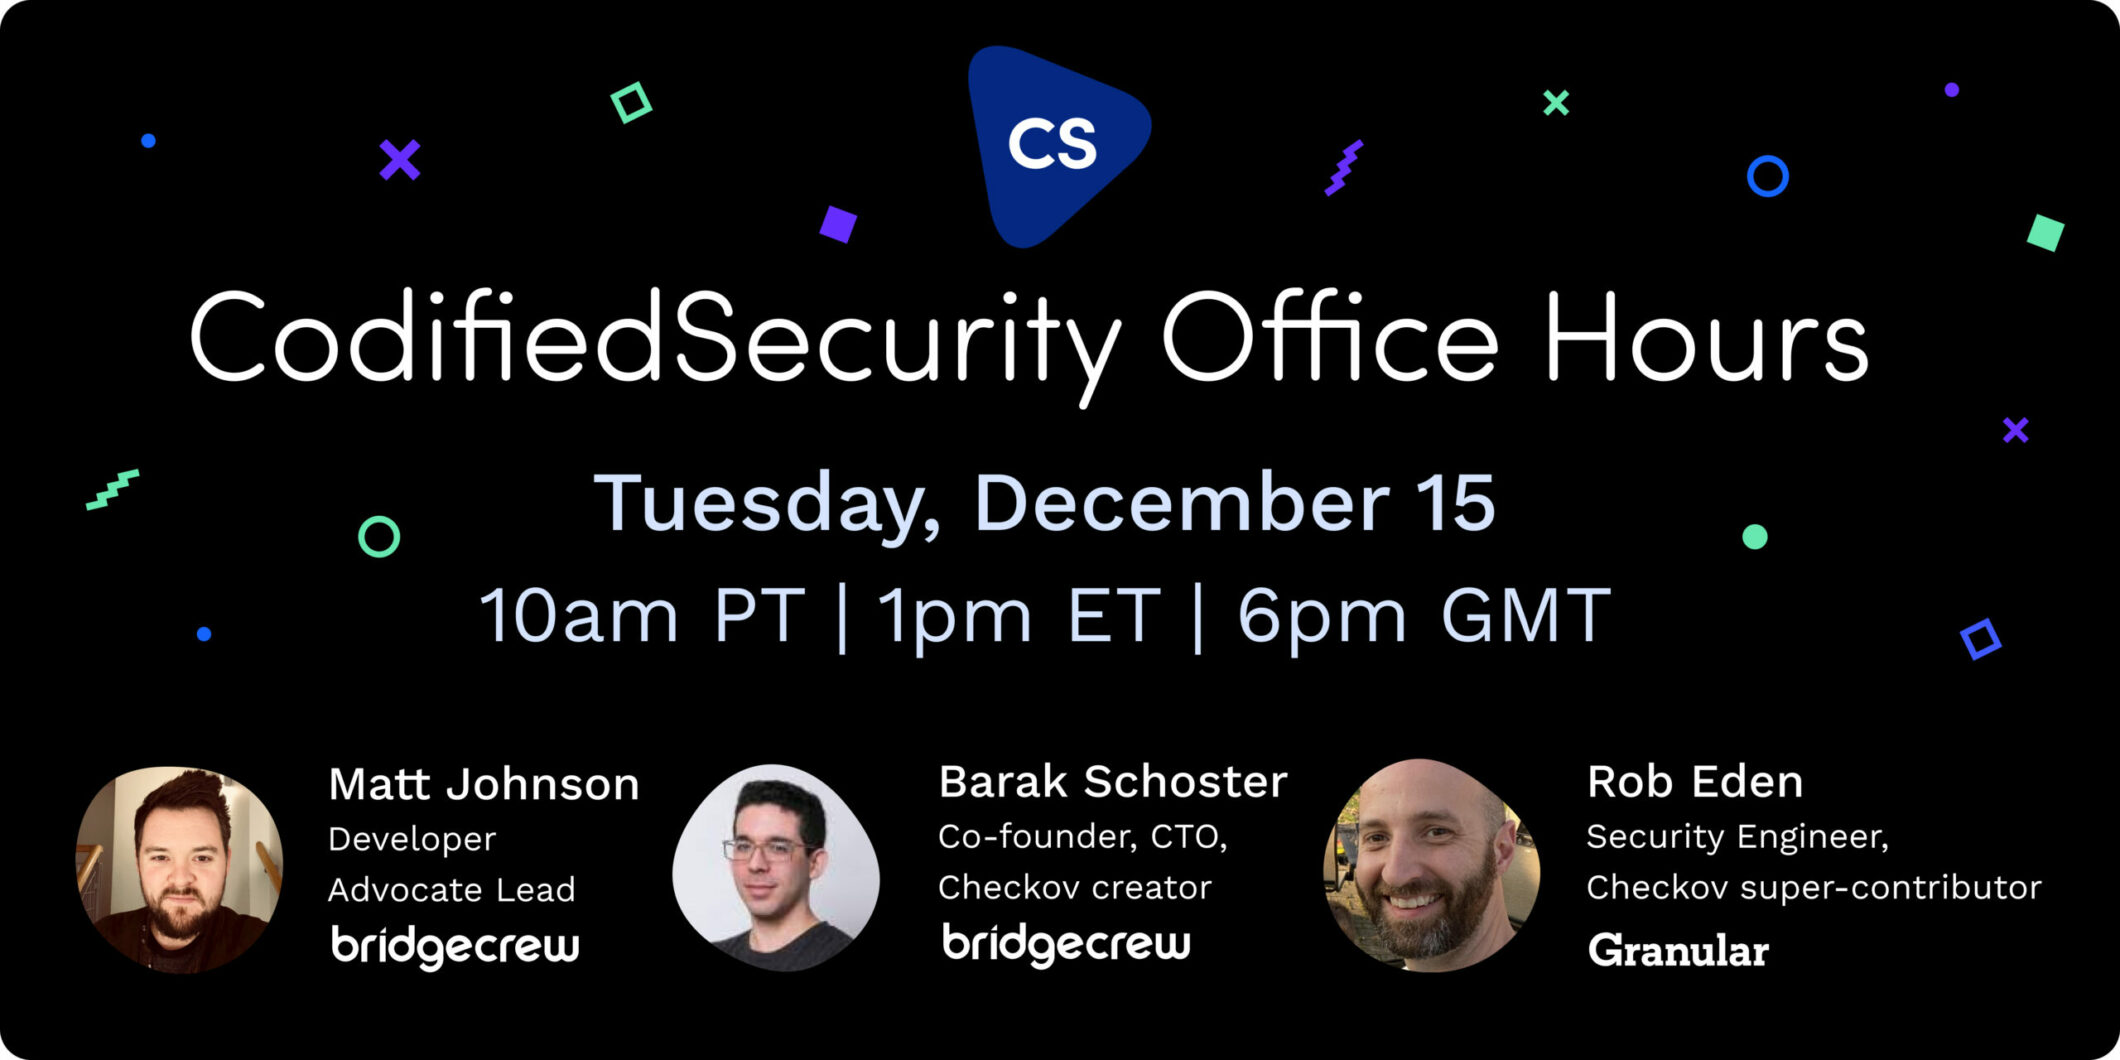 CS
CodifiedSecurity Office Hours
Tuesday, December 15
10am PT | 1pm ET | 6pm GMT
Matt Johnson
Developer
Advocate Lead
bridgecrew
Barak Schoster
Co-founder, CTO,
Checkov creator
bridgecrew
Rob Eden
Security Engineer,
Checkov super-contributor
Granular